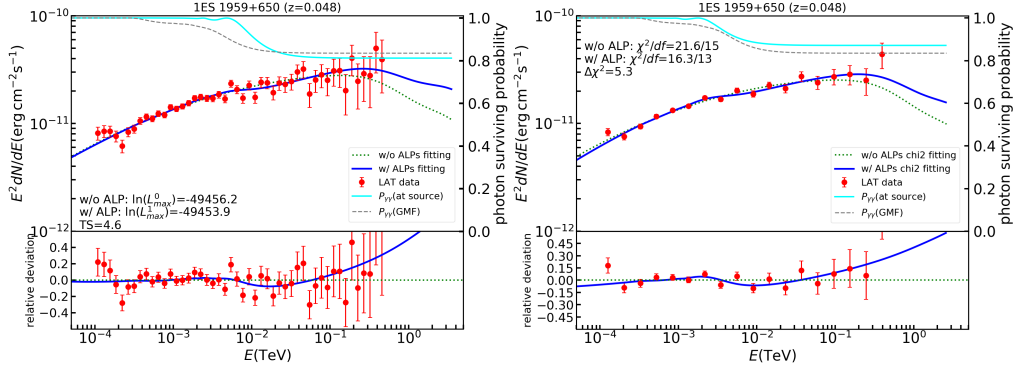 1ES 1959+650 (z=0.048)
10⁻¹⁰
10⁻¹¹
10⁻¹²
E² dN/dE(erg cm⁻² s⁻¹)
1.0
0.8
0.6
0.4
0.2
0.0
photon surviving probability
w/o ALPs fitting
w/ ALPs fitting
LAT data
Pγγ(at source)
Pγγ(GMF)
w/o ALP: ln(L⁰max)=-49456.2
w/ ALP: ln(L¹max)=-49453.9
TS=4.6
relative deviation
0.4
0.2
0.0
−0.2
−0.4
10⁻⁴
10⁻³
10⁻²
10⁻¹
10⁰
E(TeV)
1ES 1959+650 (z=0.048)
10⁻¹⁰
10⁻¹¹
10⁻¹²
E² dN/dE(erg cm⁻² s⁻¹)
1.0
0.8
0.6
0.4
0.2
0.0
photon surviving probability
w/o ALP: χ²/df=21.6/15
w/ ALP: χ²/df=16.3/13
Δχ²=5.3
w/o ALPs chi2 fitting
w/ ALPs chi2 fitting
LAT data
Pγγ(at source)
Pγγ(GMF)
relative deviation
0.45
0.30
0.15
0.00
−0.15
−0.30
−0.45
10⁻⁴
10⁻³
10⁻²
10⁻¹
10⁰
E(TeV)